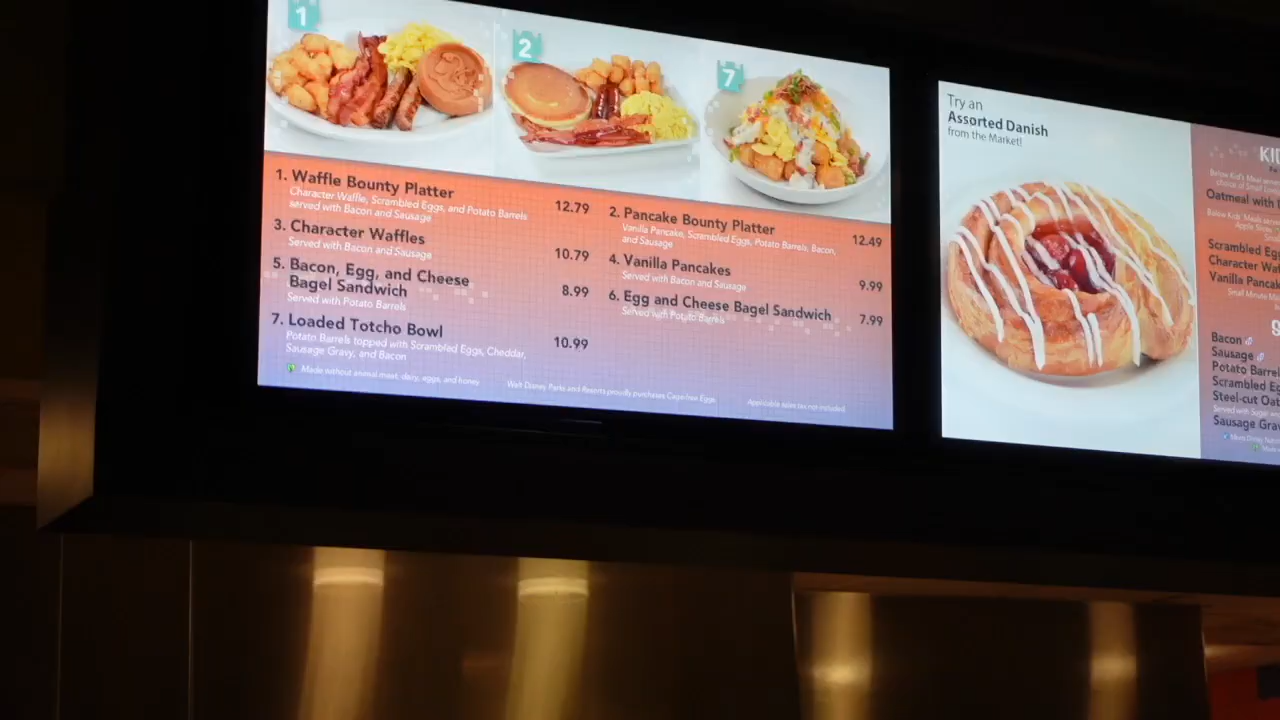 1
2
7
1. Waffle Bounty Platter 12.79
Character Waffle, Scrambled Eggs, and Potato Barrels
served with Bacon and Sausage
3. Character Waffles 10.79
Served with Bacon and Sausage
5. Bacon, Egg, and Cheese
Bagel Sandwich 8.99
Served with Potato Barrels
7. Loaded Totcho Bowl 10.99
Potato Barrels topped with Scrambled Eggs, Cheddar,
Sausage Gravy, and Bacon
2. Pancake Bounty Platter 12.49
Vanilla Pancake, Scrambled Eggs, Potato Barrels, Bacon,
and Sausage
4. Vanilla Pancakes 9.99
Served with Bacon and Sausage
6. Egg and Cheese Bagel Sandwich 7.99
Served with Potato Barrels
Made without animal meat, dairy, eggs, and honey
Walt Disney Parks and Resorts proudly purchases Cage-free Eggs.
Applicable sales tax not included.
Try an
Assorted Danish
from the Market!
Oatmeal with
Scrambled
Character
Vanilla
Bacon
Sausage
Potato
Scrambled
Steel-cut
Sausage